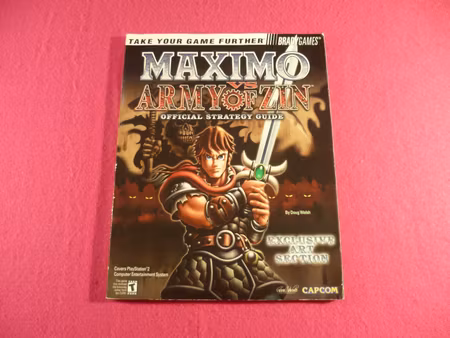 TAKE YOUR GAME FURTHER
BRADYGAMES
MAXIMO
VS
ARMY OF ZIN
OFFICIAL STRATEGY GUIDE
By Doug Walsh
EXCLUSIVE
ART
SECTION
Covers PlayStation 2
Computer Entertainment System
CAPCOM